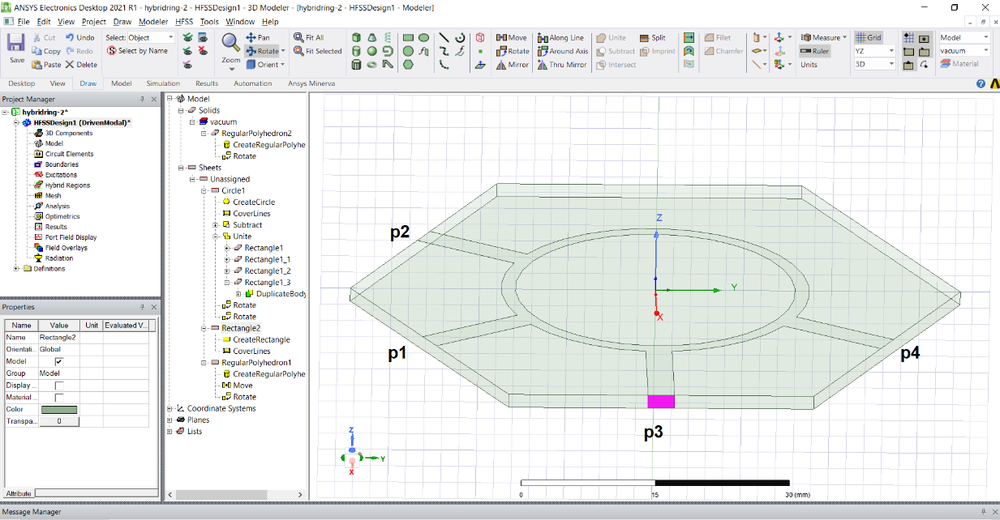 ANSYS Electronics Desktop 2021 R1 - hybridring-2 - HFSSDesign1 - 3D Modeler - [hybridring-2 - HFSSDesign1 - Modeler]
File Edit View Project Draw Modeler HFSS Tools Window Help
Save
Cut Undo
Copy Redo
Paste Delete
Select: Object
Select by Name
Zoom
Pan
Rotate
Orient
Fit All
Fit Selected
Move Along Line
Rotate Around Axis
Mirror Thru Mirror
Unite Split
Subtract Imprint
Intersect
Fillet
Chamfer
Measure Grid
Ruler
Units
YZ
3D
Model
vacuum
Material
Desktop View Draw Model Simulation Results Automation Ansys Minerva
Project Manager
hybridring-2*
HFSSDesign1 (DrivenModal)*
3D Components
Model
Circuit Elements
Boundaries
Excitations
Hybrid Regions
Mesh
Analysis
Optimetrics
Results
Port Field Display
Field Overlays
Radiation
Definitions
Properties
Name Value Unit Evaluated V...
Name Rectangle2
Orientati... Global
Model
Group Model
Display ...
Material...
Color
Transpa... 0
Attribute
Model
Solids
vacuum
RegularPolyhedron2
CreateRegularPolyhe
Rotate
Sheets
Unassigned
Circle1
CreateCircle
CoverLines
Subtract
Unite
Rectangle1
Rectangle1_1
Rectangle1_2
Rectangle1_3
DuplicateBody
Rotate
Rotate
Rectangle2
CreateRectangle
CoverLines
RegularPolyhedron1
CreateRegularPolyhe
Move
Rotate
Coordinate Systems
Planes
Lists
p2
Z
Y
X
p1
p4
p3
Z
Y
X
0 15 30 (mm)
Message Manager